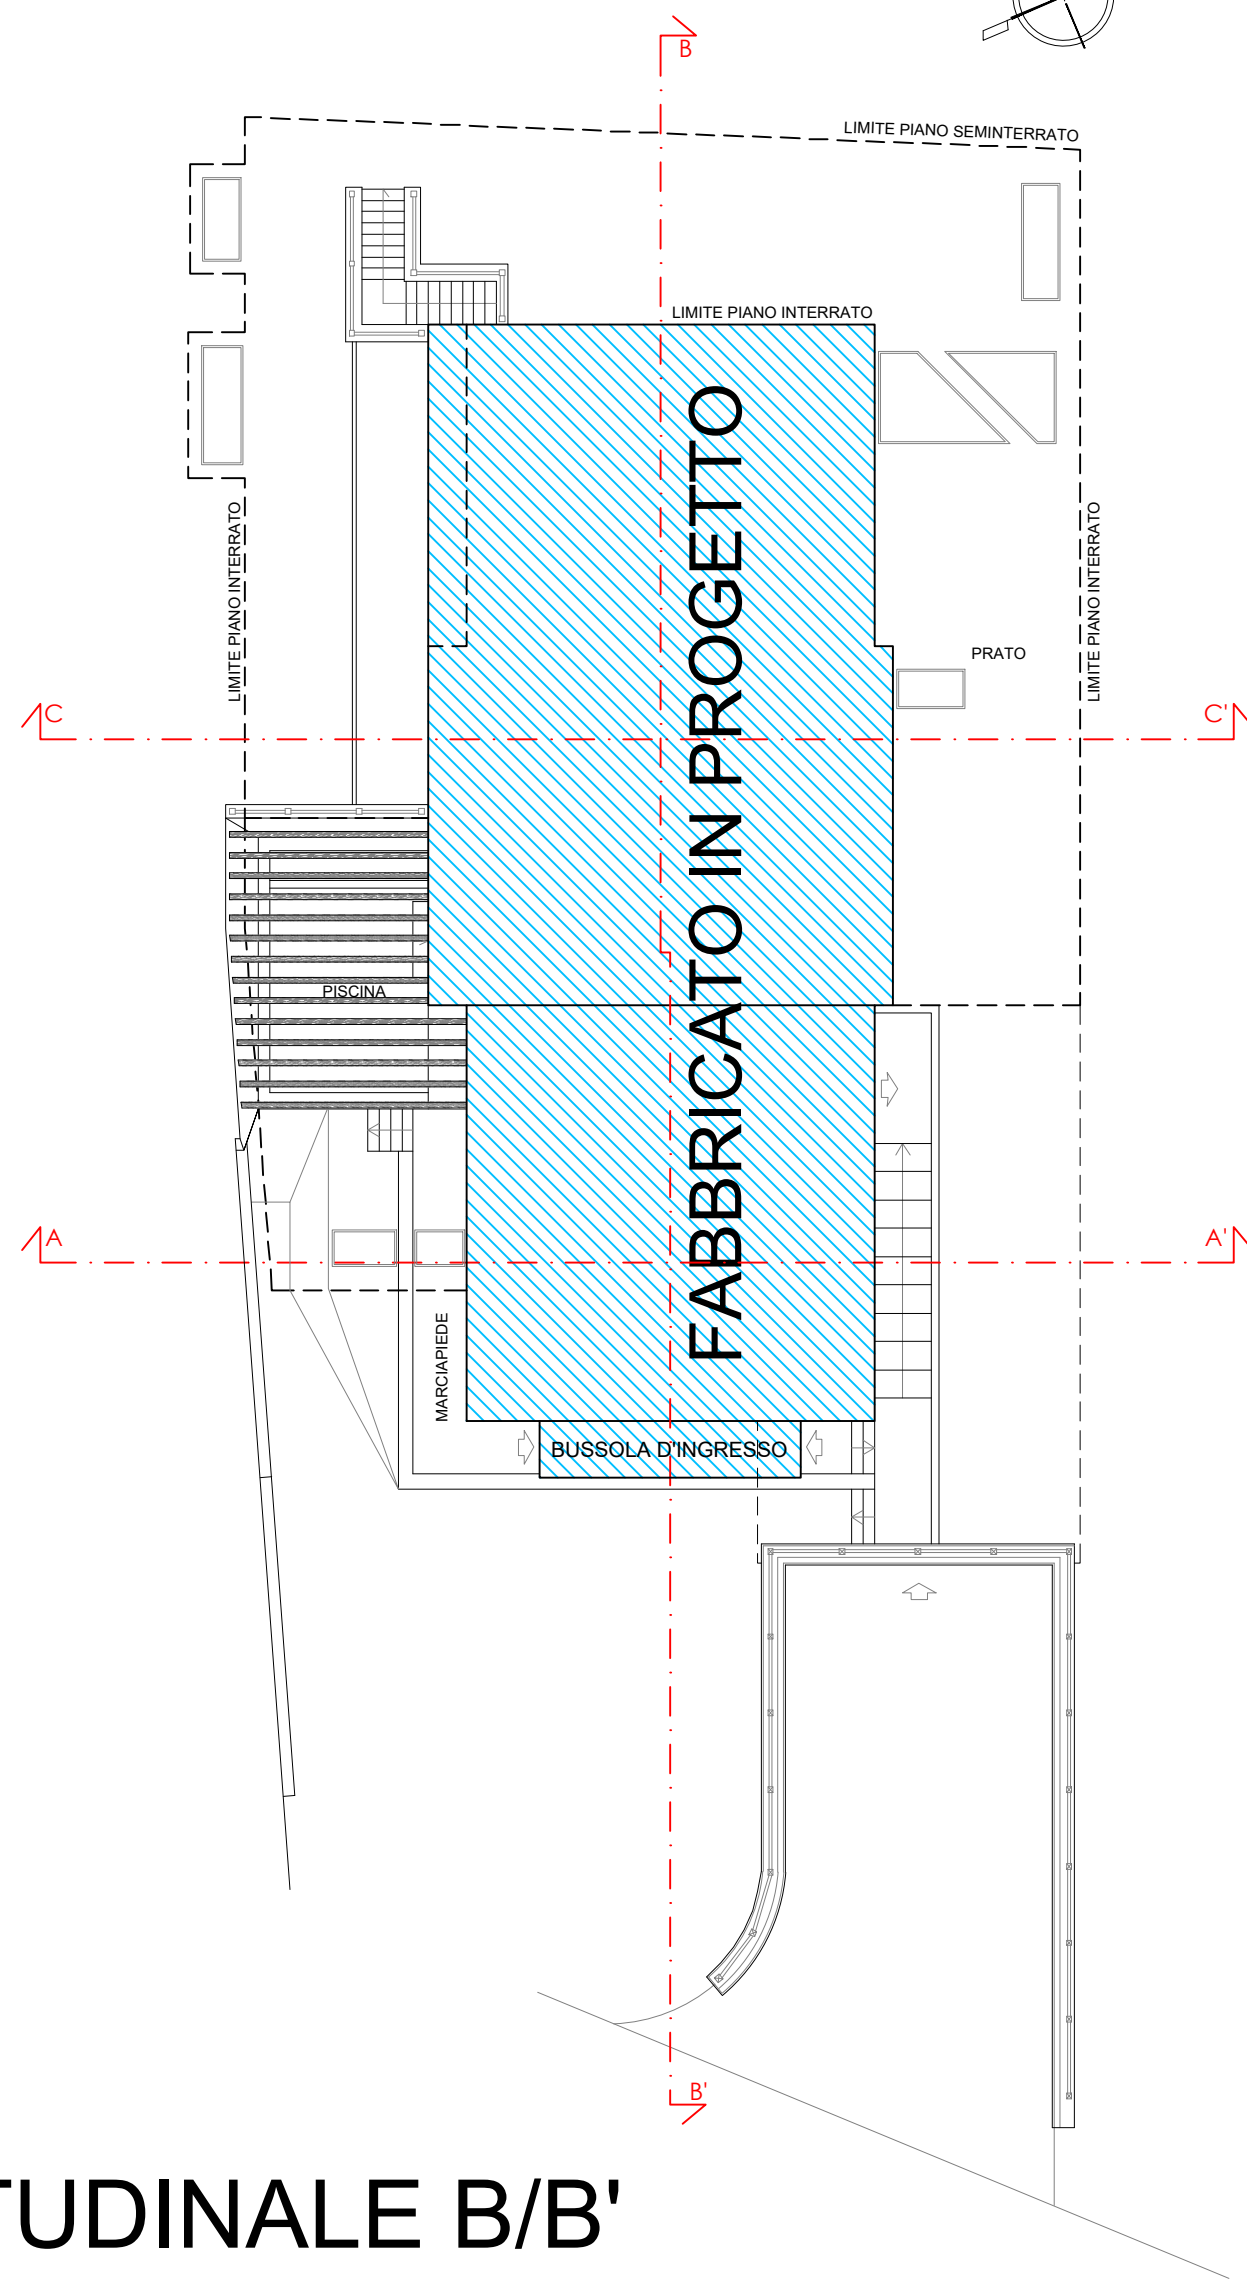 B
LIMITE PIANO SEMINTERRATO
LIMITE PIANO INTERRATO
LIMITE PIANO INTERRATO
LIMITE PIANO INTERRATO
FABBRICATO IN PROGETTO
PRATO
C
C'
PISCINA
A
A'
MARCIAPIEDE
BUSSOLA D'INGRESSO
B'
TUDINALE B/B'